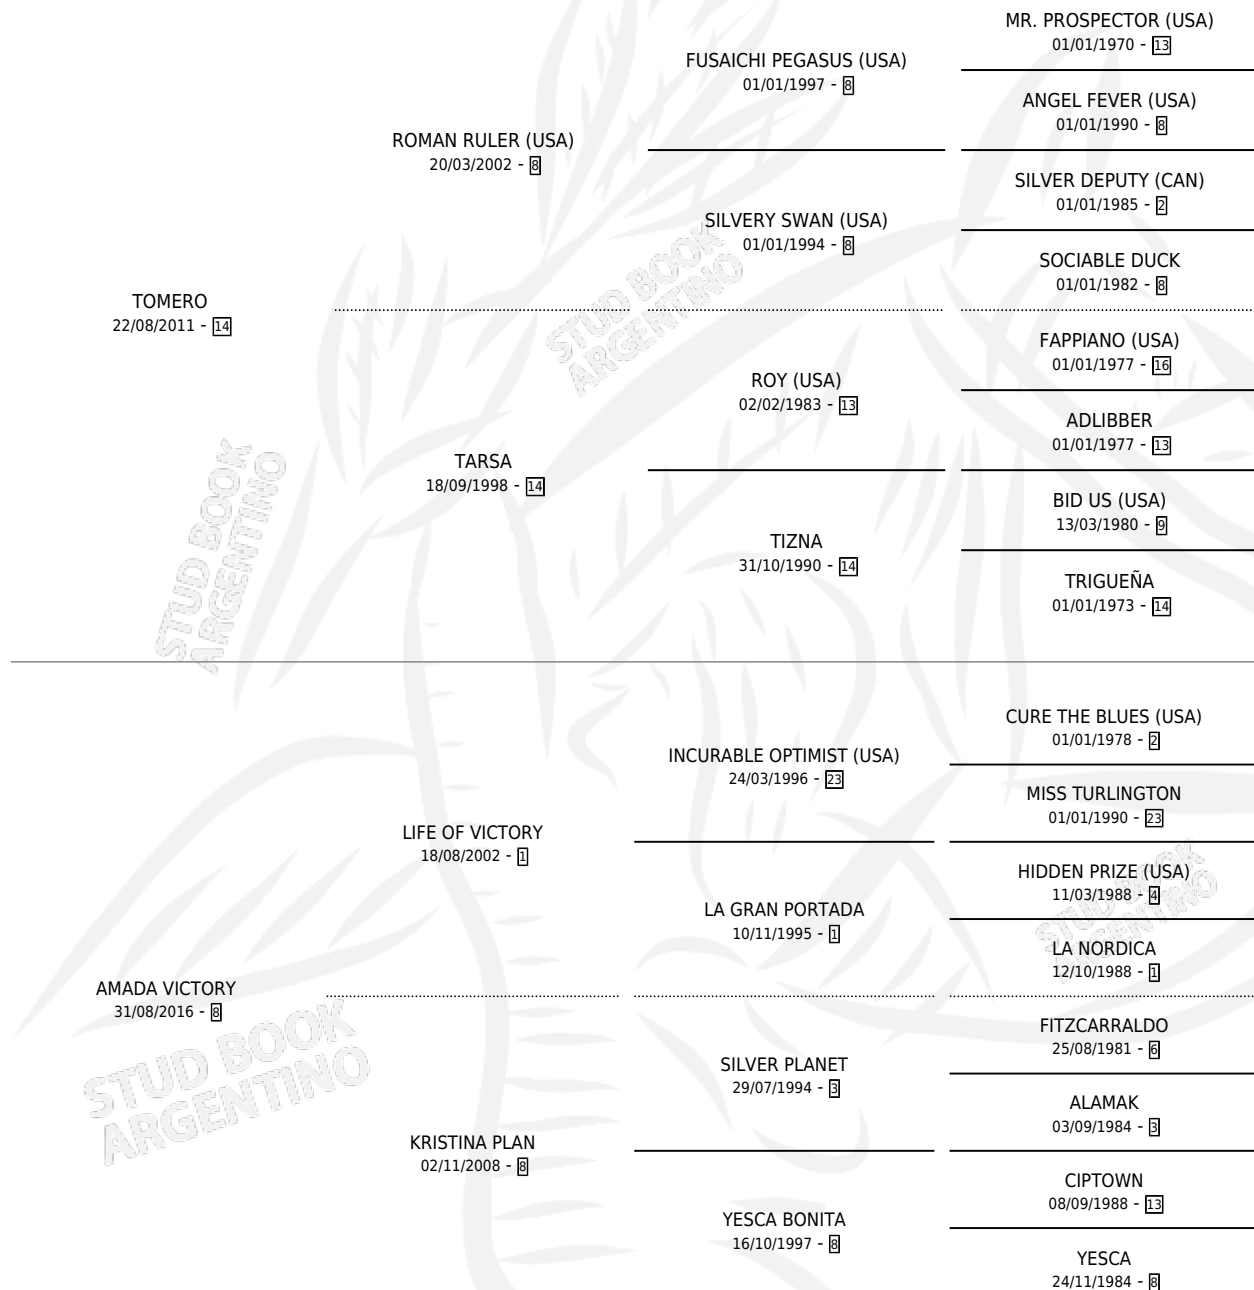 MR. PROSPECTOR (USA)
01/01/1970 - 13
FUSAICHI PEGASUS (USA)
01/01/1997 - 8
ANGEL FEVER (USA)
01/01/1990 - 8
ROMAN RULER (USA)
20/03/2002 - 8
SILVER DEPUTY (CAN)
01/01/1985 - 2
SILVERY SWAN (USA)
01/01/1994 - 8
SOCIABLE DUCK
01/01/1982 - 8
TOMERO
22/08/2011 - 14
STUD BOOK
ARGENTINO
FAPPIANO (USA)
01/01/1977 - 16
ROY (USA)
02/02/1983 - 13
ADLIBBER
01/01/1977 - 13
TARSA
18/09/1998 - 14
BID US (USA)
13/03/1980 - 9
TIZNA
31/10/1990 - 14
TRIGUEÑA
01/01/1973 - 14
STUD BOOK
ARGENTINO
CURE THE BLUES (USA)
01/01/1978 - 2
INCURABLE OPTIMIST (USA)
24/03/1996 - 23
MISS TURLINGTON
01/01/1990 - 23
LIFE OF VICTORY
18/08/2002 - 1
HIDDEN PRIZE (USA)
11/03/1988 - 4
LA GRAN PORTADA
10/11/1995 - 1
LA NORDICA
12/10/1988 - 1
STUD BOOK
ARGENTINO
AMADA VICTORY
31/08/2016 - 8
FITZCARRALDO
25/08/1981 - 6
SILVER PLANET
29/07/1994 - 3
ALAMAK
03/09/1984 - 3
KRISTINA PLAN
02/11/2008 - 8
CIPTOWN
08/09/1988 - 13
YESCA BONITA
16/10/1997 - 8
YESCA
24/11/1984 - 8
STUD BOOK
ARGENTINO